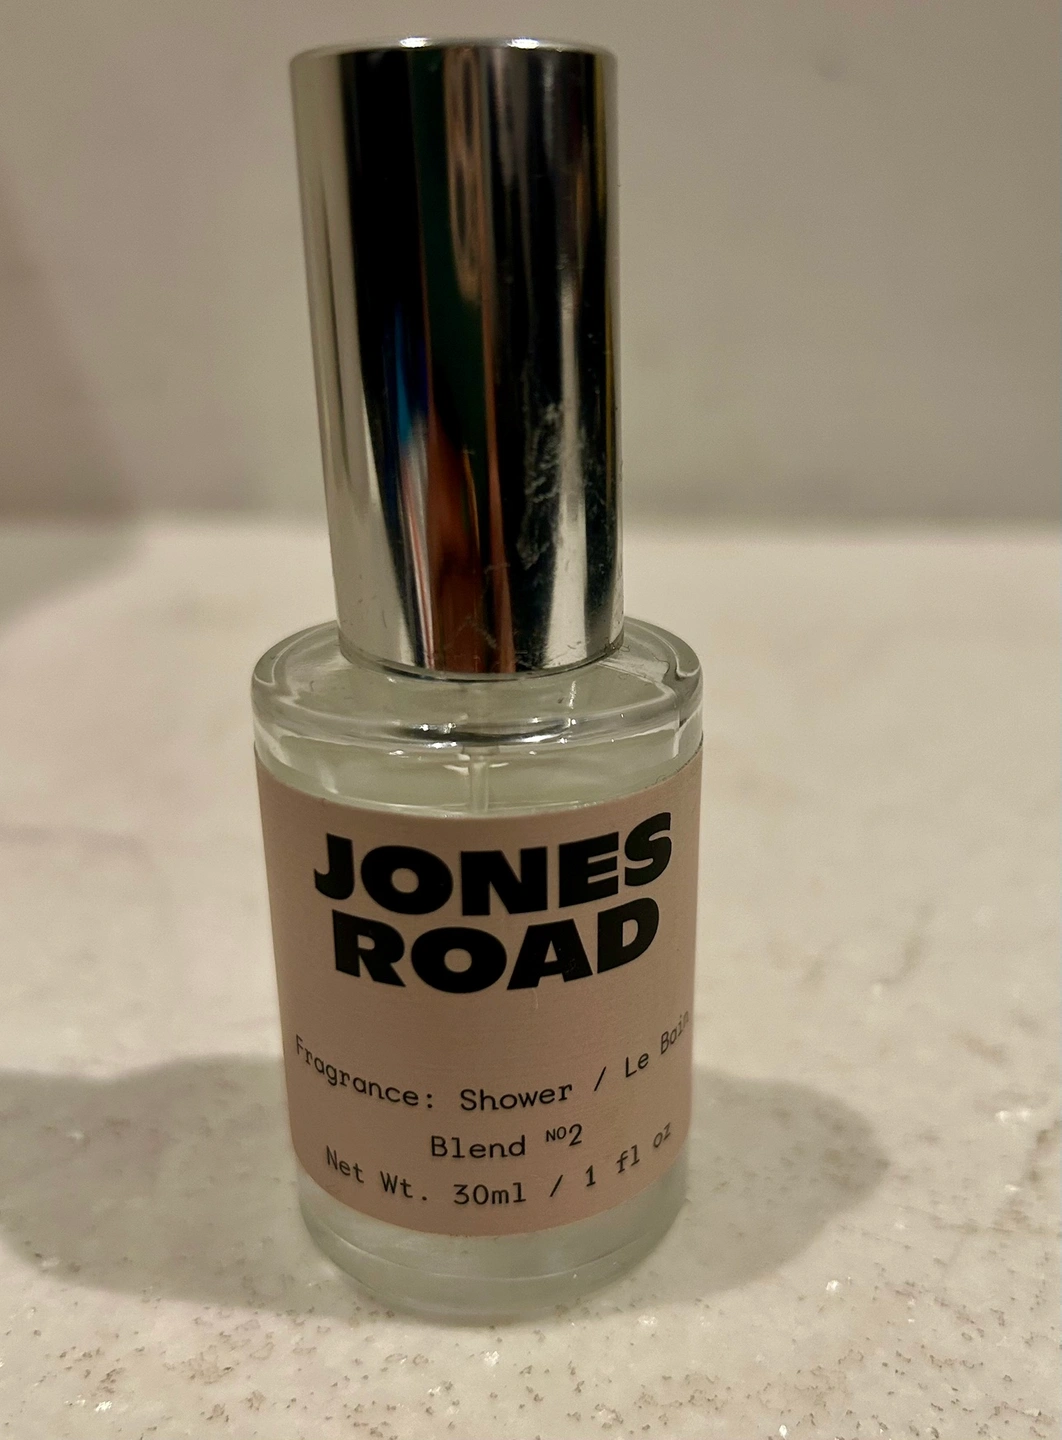 JONES
ROAD
Fragrance: Shower / Le Bain
Blend Nº2
Net Wt. 30ml / 1 fl oz